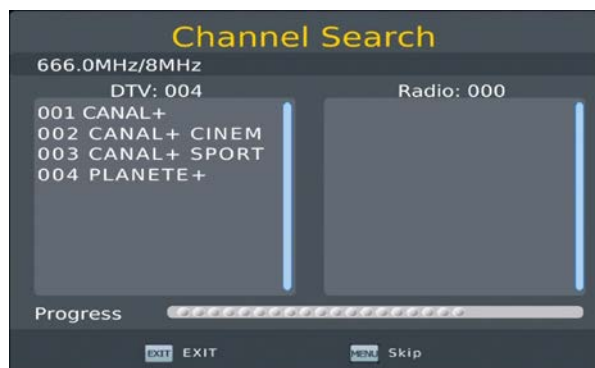 Channel Search
666.0MHz/8MHz
DTV: 004
Radio: 000
001 CANAL+
002 CANAL+ CINEM
003 CANAL+ SPORT
004 PLANETE+
Progress
EXIT EXIT
MENU Skip